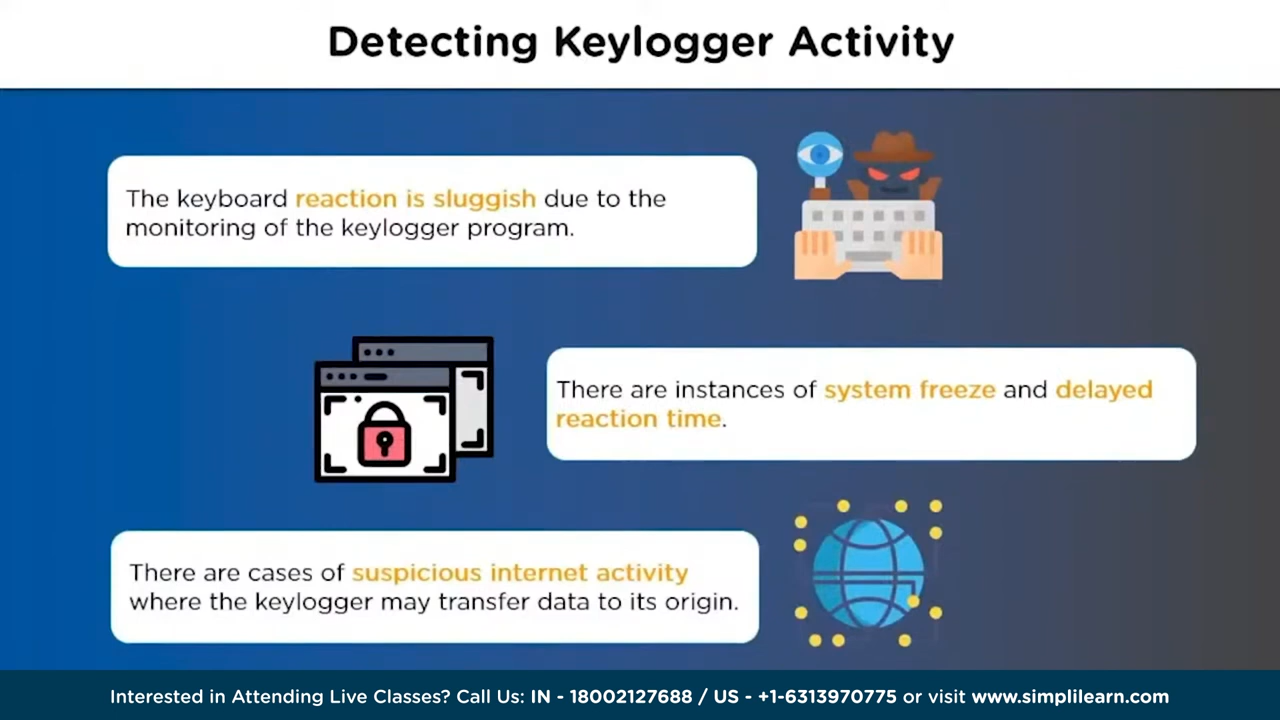 Detecting Keylogger Activity
The keyboard reaction is sluggish due to the
monitoring of the keylogger program.
There are instances of system freeze and delayed
reaction time.
There are cases of suspicious internet activity
where the keylogger may transfer data to its origin.
Interested in Attending Live Classes? Call Us: IN - 18002127688 / US - +1-6313970775 or visit www.simplilearn.com